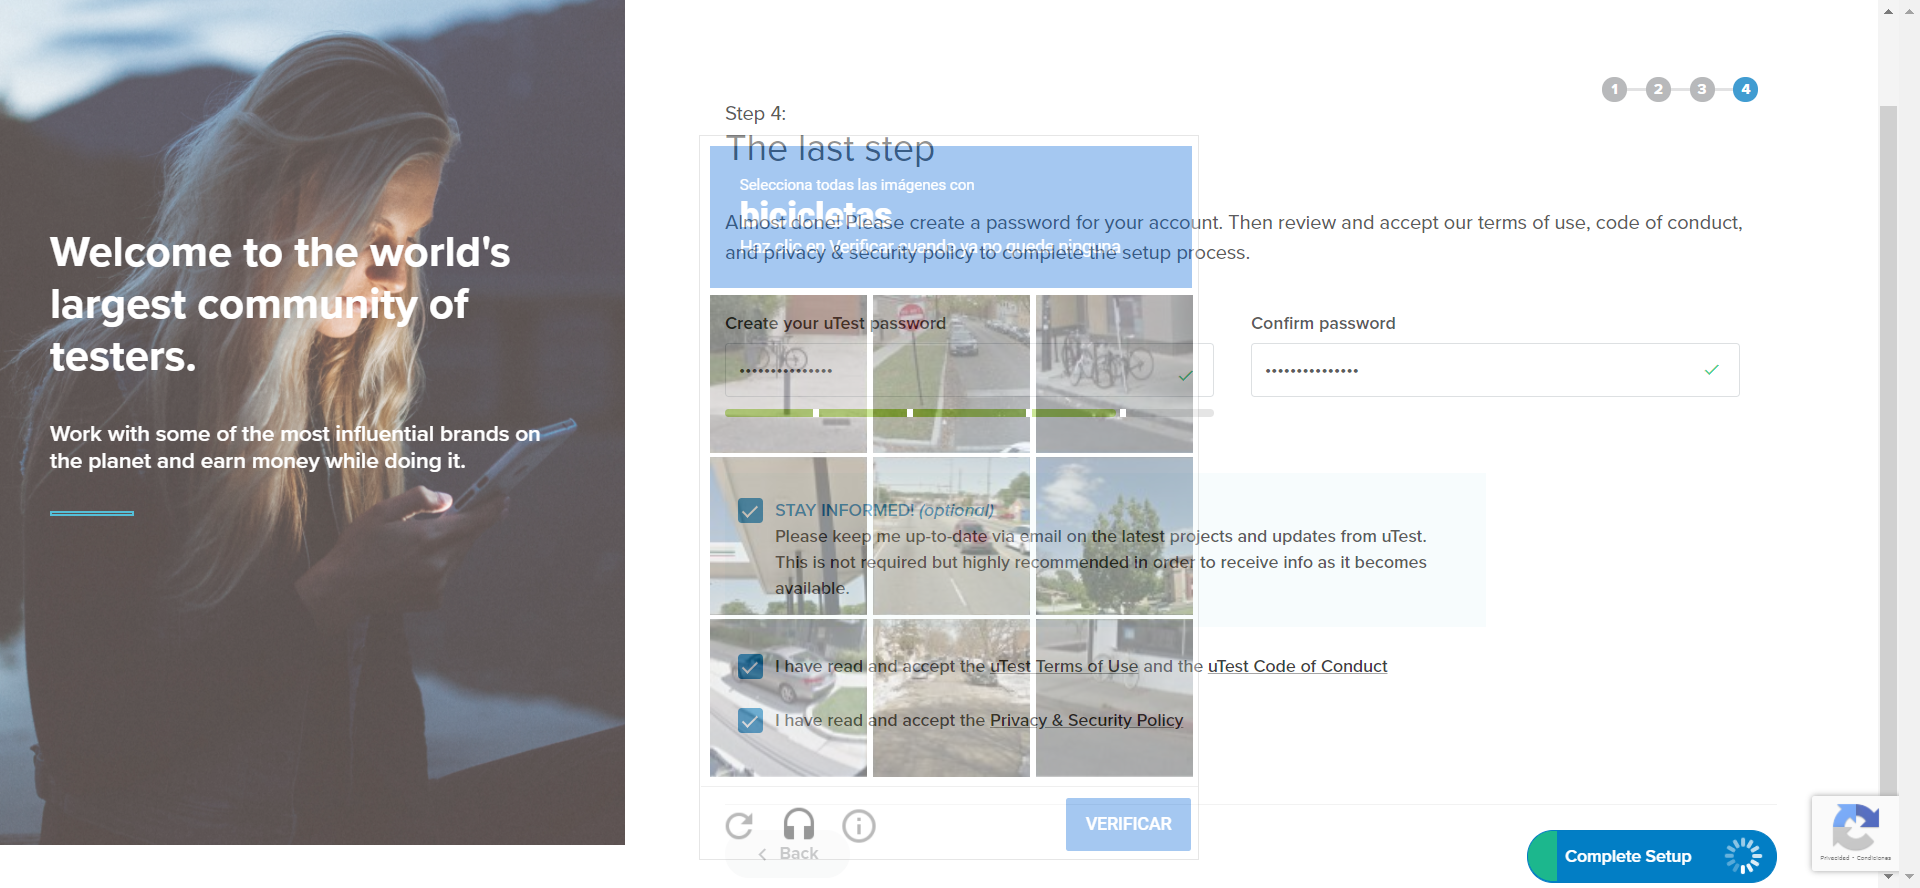 Welcome to the world's
largest community of
testers.
Work with some of the most influential brands on
the planet and earn money while doing it.
1 2 3 4
Step 4:
The last step
Selecciona todas las imágenes con
bicicletas
Almost done! Please create a password for your account. Then review and accept our terms of use, code of conduct,
Haz clic en Verificar cuando ya no quede ninguna
and privacy & security policy to complete the setup process.
Create your uTest password
Confirm password
STAY INFORMED! (optional)
Please keep me up-to-date via email on the latest projects and updates from uTest.
This is not required but highly recommended in order to receive info as it becomes
available.
I have read and accept the uTest Terms of Use and the uTest Code of Conduct
I have read and accept the Privacy & Security Policy
VERIFICAR
Back
Complete Setup
Privacidad - Condiciones